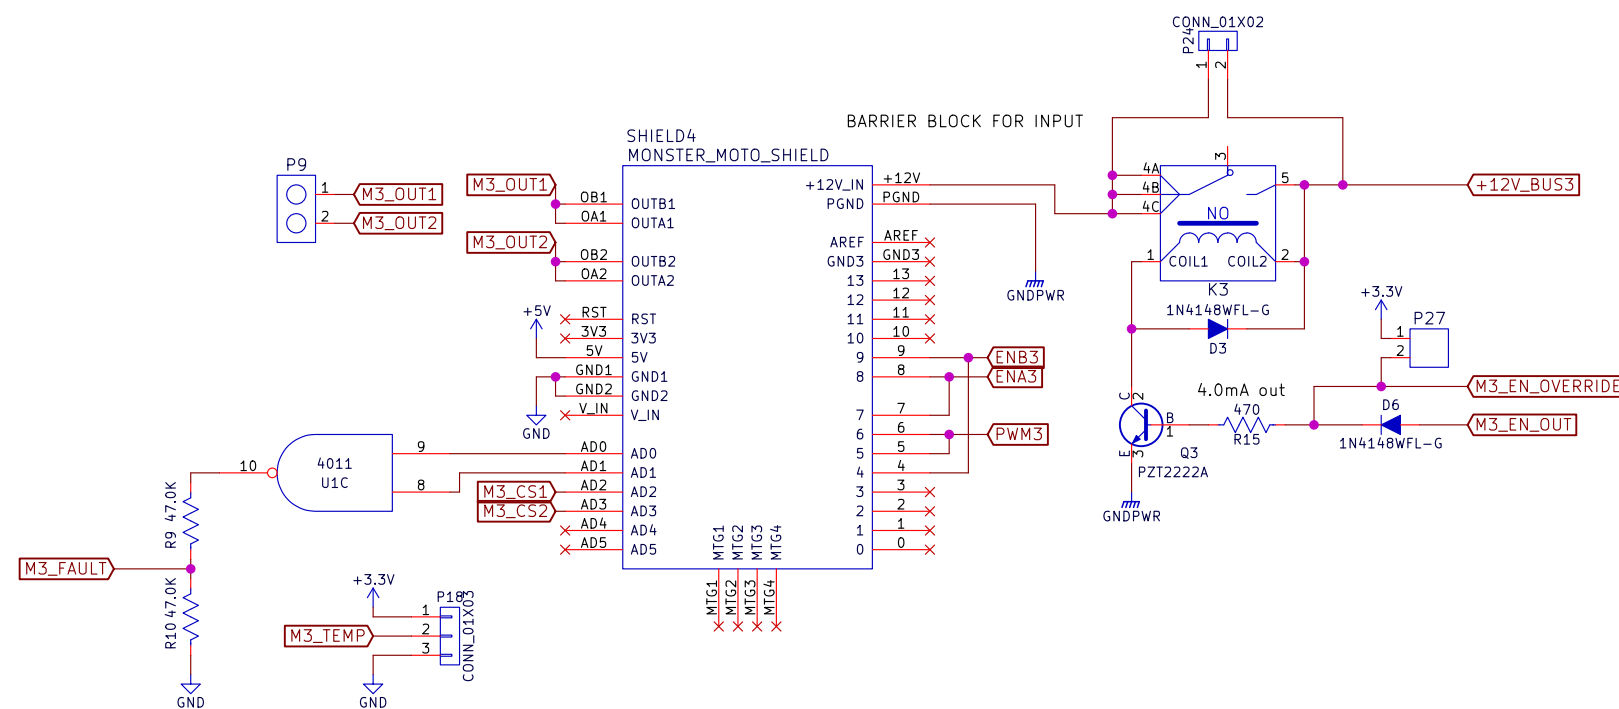 CONN_01X02
P24
1
2
BARRIER BLOCK FOR INPUT
SHIELD4
MONSTER_MOTO_SHIELD
P9
1
M3_OUT1
2
M3_OUT2
M3_OUT1
OB1
OUTB1
OA1
OUTA1
M3_OUT2
OB2
OUTB2
OA2
OUTA2
RST
RST
3V3
3V3
+5V
5V
5V
GND1
GND1
GND2
GND2
GND
V_IN
V_IN
AD0
AD0
AD1
AD1
M3_CS1
AD2
AD2
M3_CS2
AD3
AD3
AD4
AD4
AD5
AD5
+12V_IN
+12V
PGND
PGND
GNDPWR
AREF
AREF
GND3
GND3
13
13
12
12
11
11
10
10
9
9
ENB3
8
8
ENA3
7
7
6
6
PWM3
5
5
4
4
3
3
2
2
1
1
0
0
MTG1
MTG2
MTG3
MTG4
MTG1
MTG2
MTG3
MTG4
4A
4B
4C
3
5
+12V_BUS3
NO
1
COIL1
COIL2
2
K3
1N4148WFL-G
D3
+3.3V
P27
1
2
M3_EN_OVERRIDE
4.0mA out
470
R15
D6
1N4148WFL-G
M3_EN_OUT
C
2
B
1
E
3
Q3
PZT2222A
GNDPWR
10
4011
U1C
9
8
R9 47.0K
M3_FAULT
R10 47.0K
GND
+3.3V
P18
1
M3_TEMP
2
3
CONN_01X03
GND